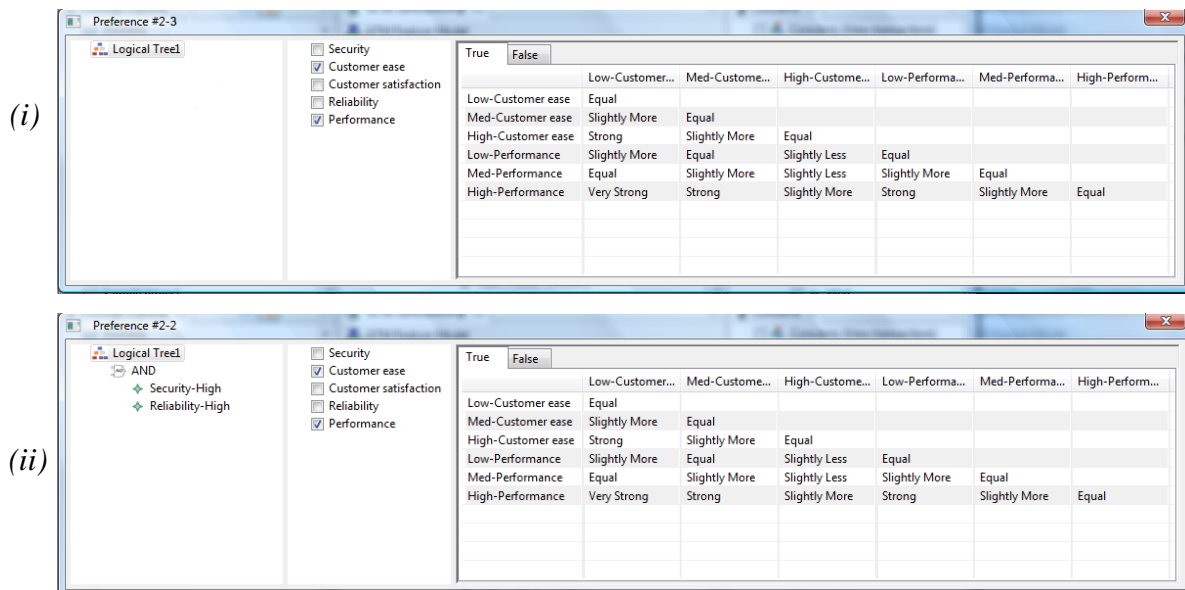 Preference #2-3
Logical Tree1
Security
Customer ease
Customer satisfaction
Reliability
Performance
True False
Low-Customer... Med-Custome... High-Custome... Low-Performa... Med-Performa... High-Perform...
Low-Customer ease Equal
Med-Customer ease Slightly More Equal
High-Customer ease Strong Slightly More Equal
Low-Performance Slightly More Equal Slightly Less Equal
Med-Performance Equal Slightly More Slightly Less Slightly More Equal
High-Performance Very Strong Strong Slightly More Strong Slightly More Equal
(i)
Preference #2-2
Logical Tree1
AND
Security-High
Reliability-High
Security
Customer ease
Customer satisfaction
Reliability
Performance
True False
Low-Customer... Med-Custome... High-Custome... Low-Performa... Med-Performa... High-Perform...
Low-Customer ease Equal
Med-Customer ease Slightly More Equal
High-Customer ease Strong Slightly More Equal
Low-Performance Slightly More Equal Slightly Less Equal
Med-Performance Equal Slightly More Slightly Less Slightly More Equal
High-Performance Very Strong Strong Slightly More Strong Slightly More Equal
(ii)